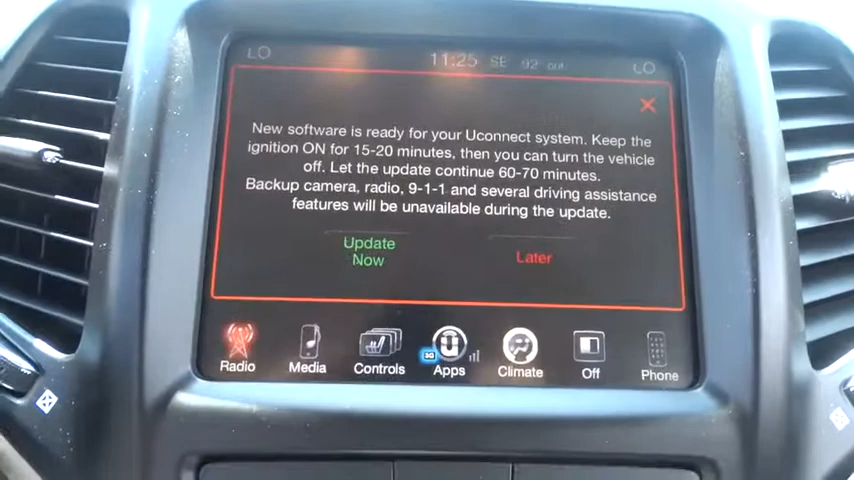 LO 11:25 SE 92 out LO
New software is ready for your Uconnect system. Keep the
ignition ON for 15-20 minutes, then you can turn the vehicle
off. Let the update continue 60-70 minutes.
Backup camera, radio, 9-1-1 and several driving assistance
features will be unavailable during the update.
Update
Now
Later
3G
Radio Media Controls Apps Climate Off Phone